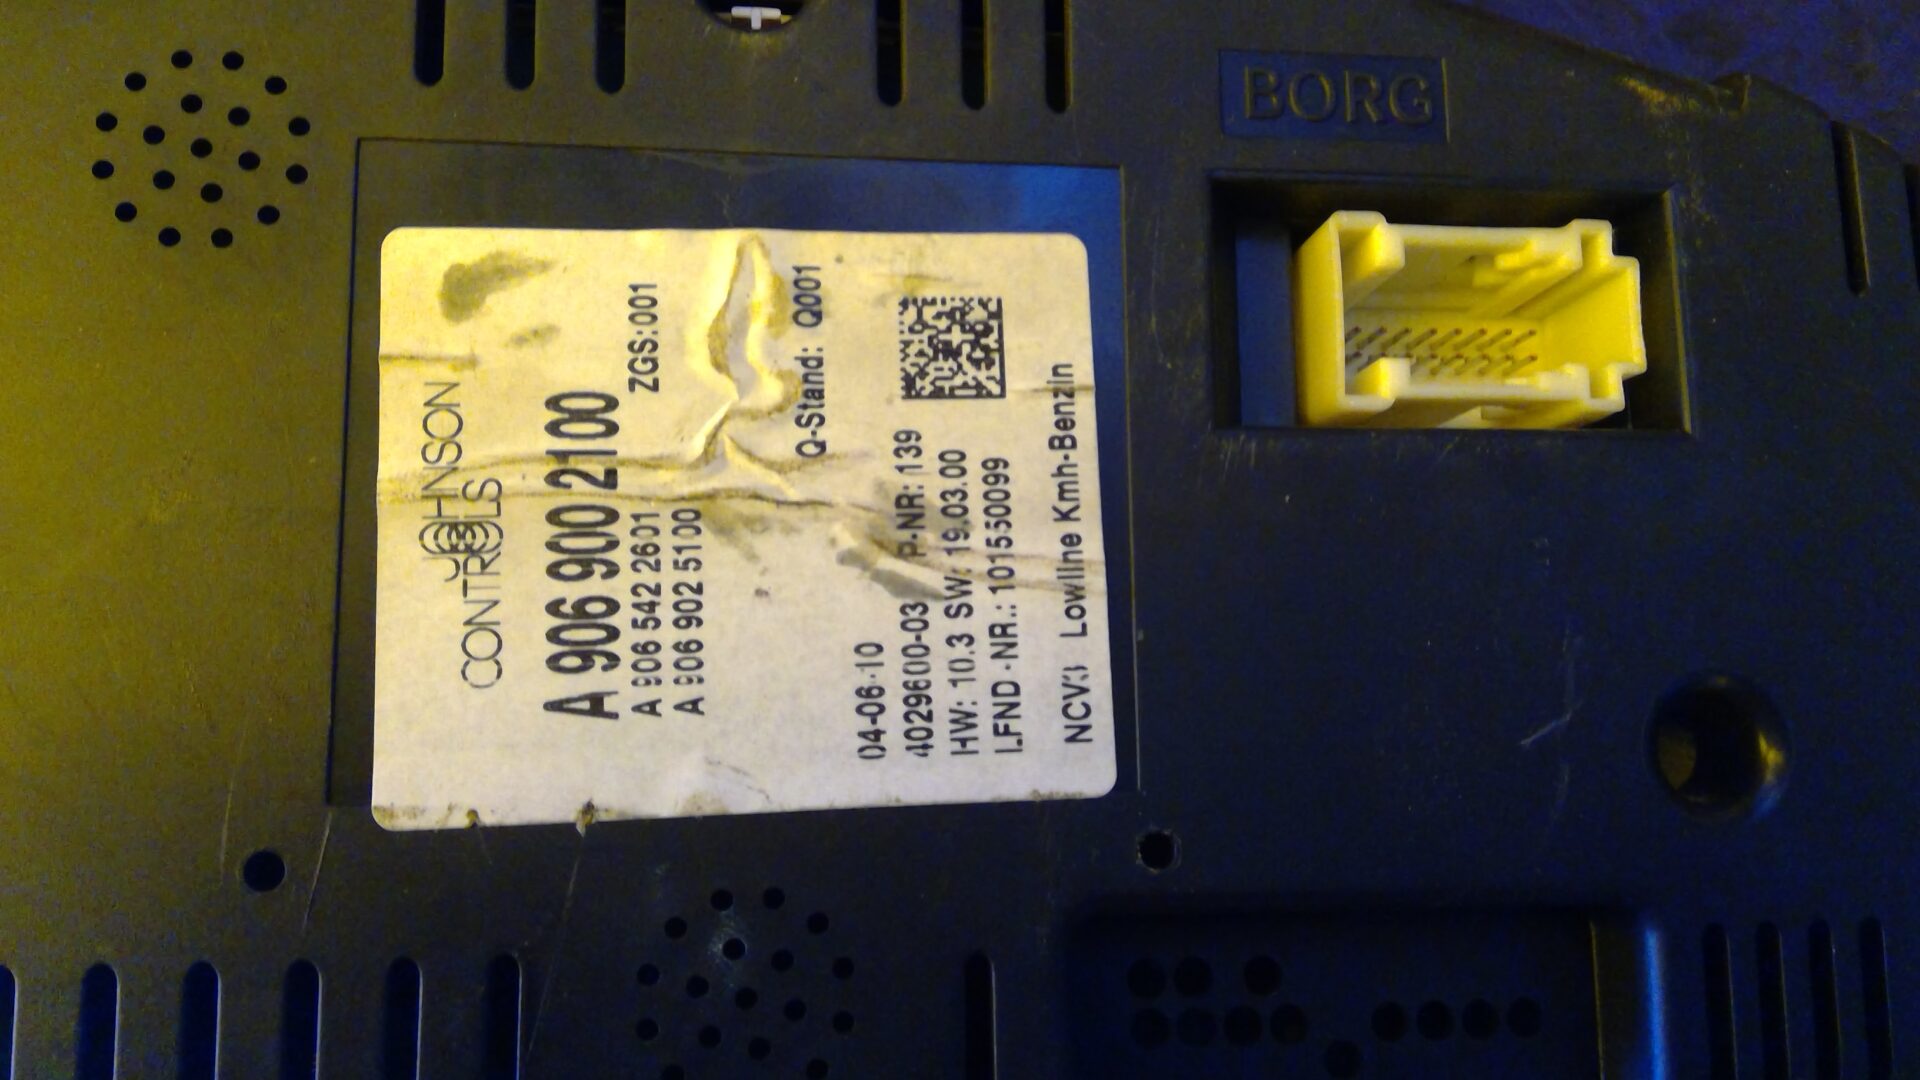 BORG
JOHNSON
CONTROLS
A 906 900 2100
A 906 542 2601 ZGS:001
A 906 902 5100
Q-Stand: Q001
04-06-10
4029600-03 P-NR: 139
HW: 10.3 SW: 19.03.00
LFND-NR.: 101550099
NCV3 Lowline Kmh-Benzin